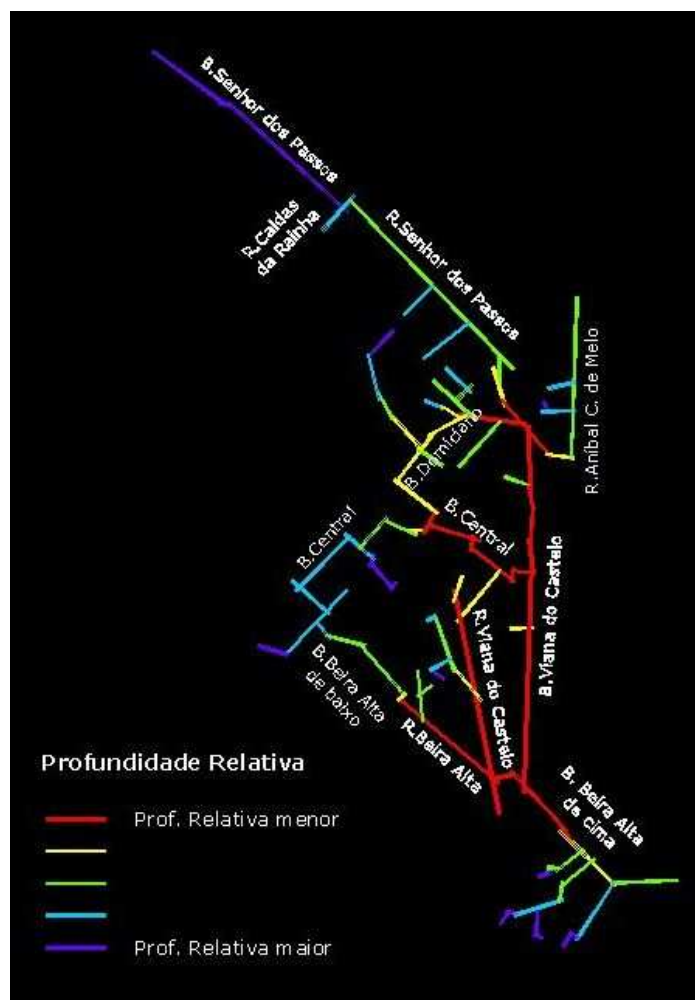 B.Senhor dos Passos
R.Caldas
da Rainha
R.Senhor dos Passos
R.Aníbal C. de Melo
B.Domiciano
B.Central
B.Central
B.Viana do Castelo
R.Viana do Castelo
B.Beira Alta
de baixo
R.Beira Alta
B. Beira Alta
de cima
Profundidade Relativa
Prof. Relativa menor
Prof. Relativa maior